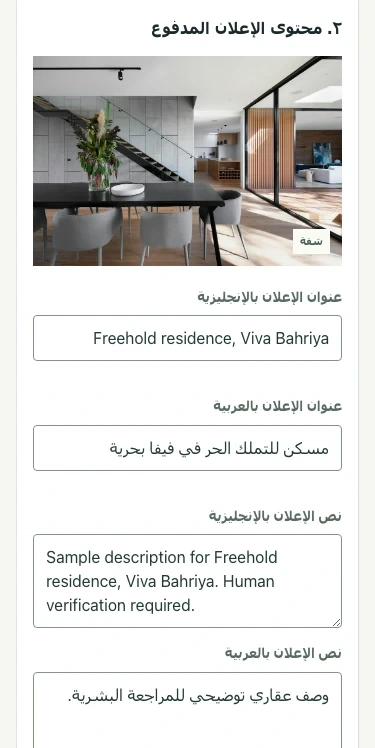 ٢. محتوى الإعلان المدفوع
شقة
عنوان الإعلان بالإنجليزية
Freehold residence, Viva Bahriya
عنوان الإعلان بالعربية
مسكن للتملك الحر في فيفا بحرية
نص الإعلان بالإنجليزية
Sample description for Freehold
residence, Viva Bahriya. Human
verification required.
نص الإعلان بالعربية
وصف عقاري توضيحي للمراجعة البشرية.